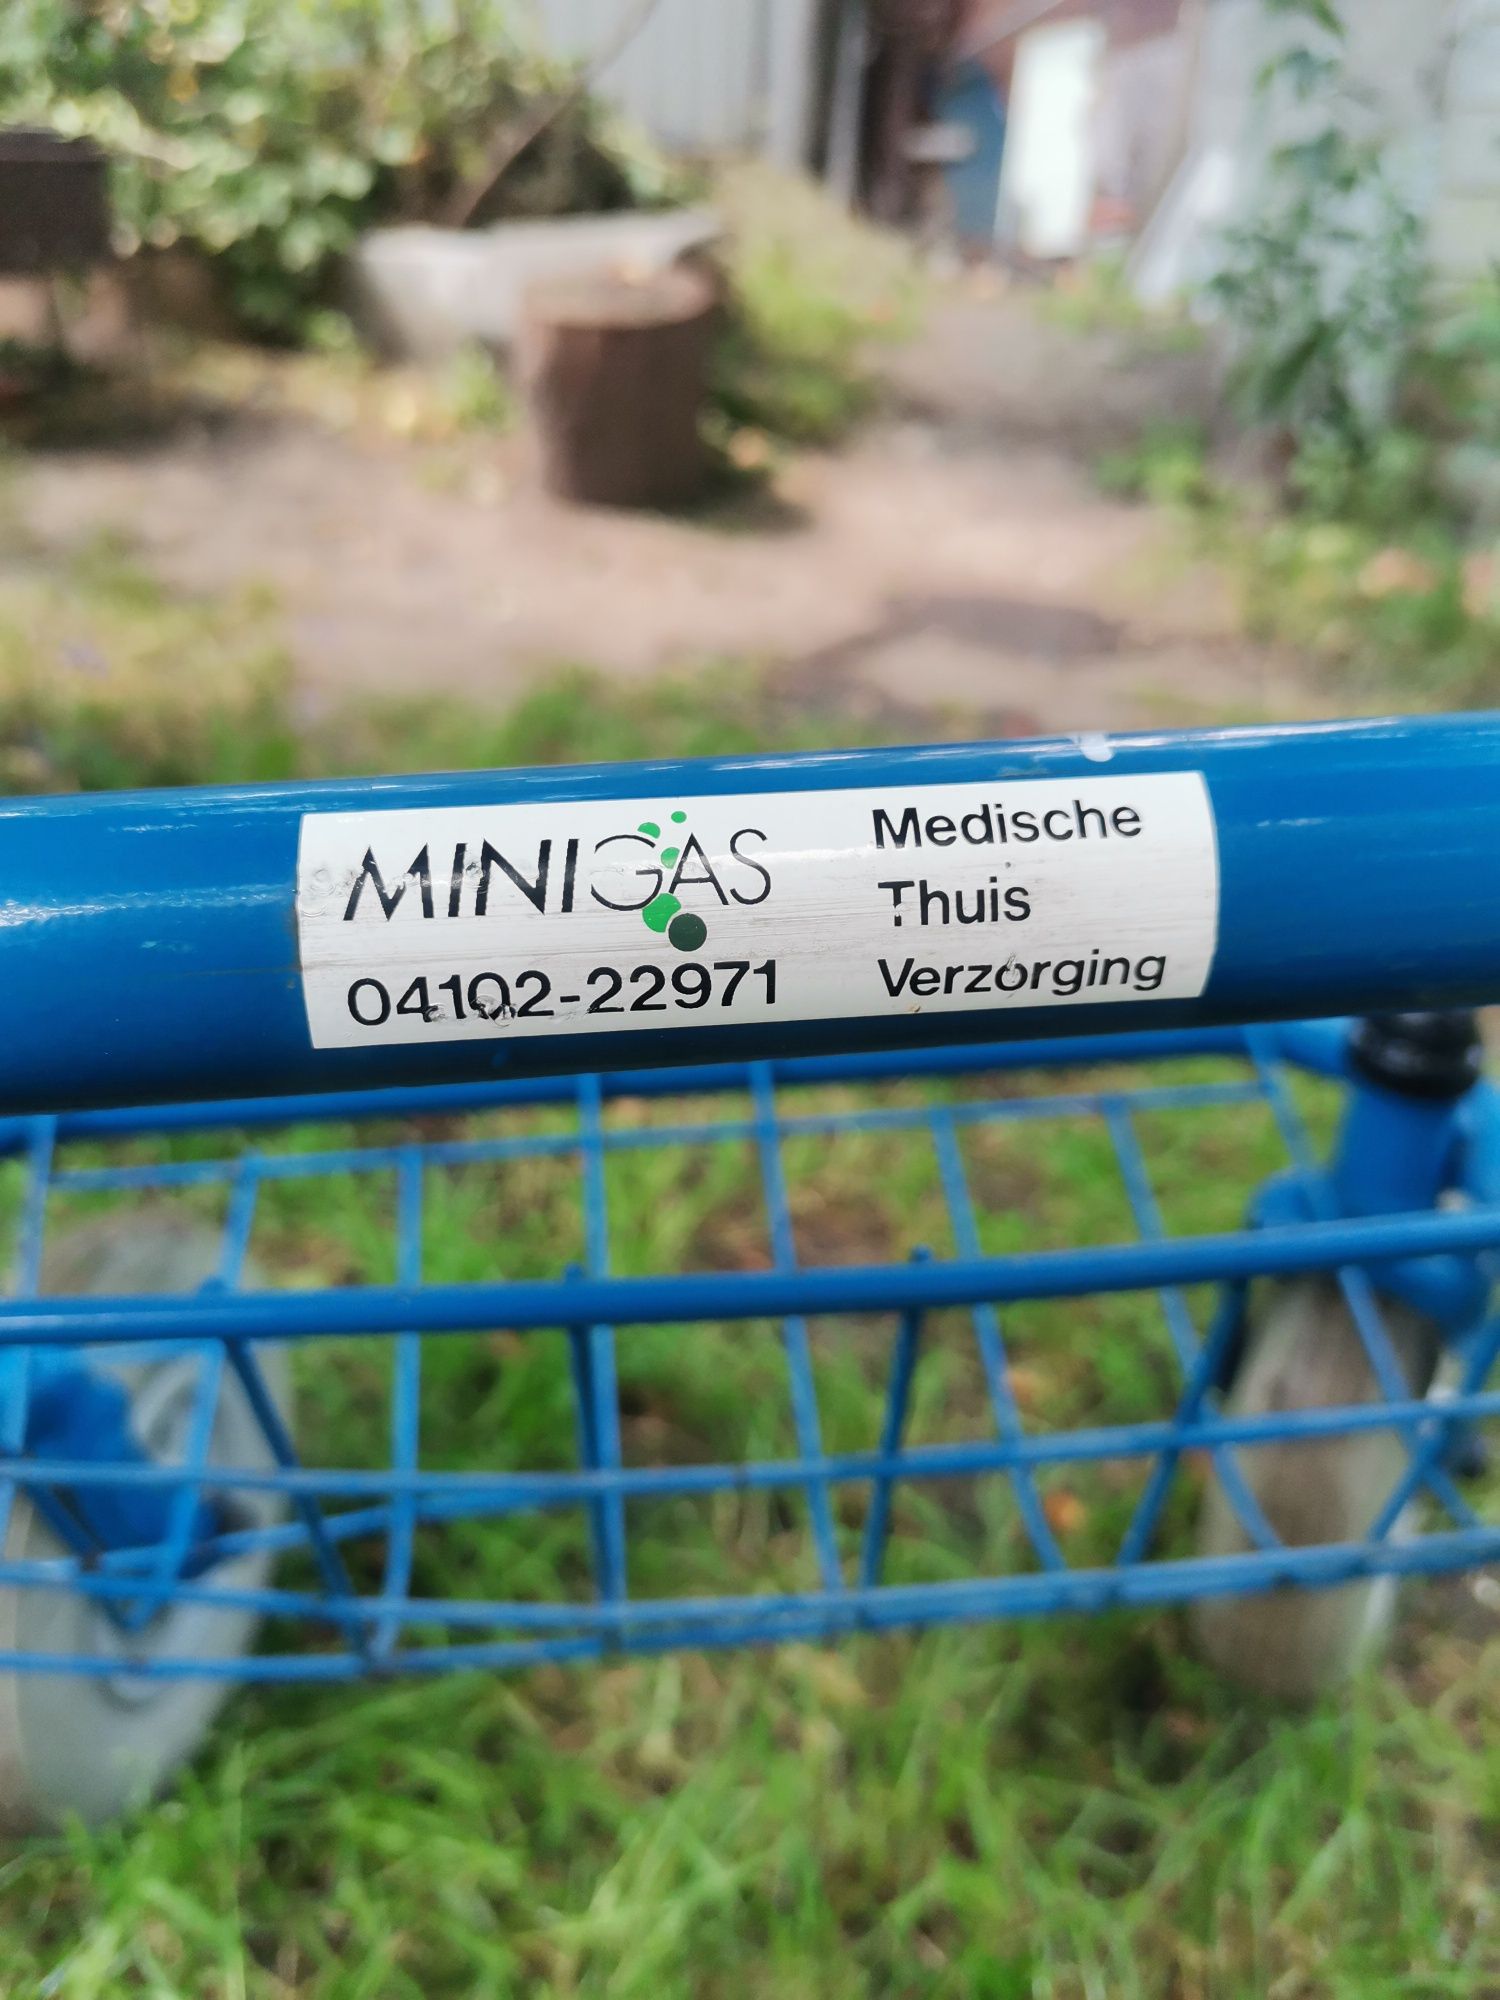 MINIGAS
04102-22971
Medische
Thuis
Verzorging